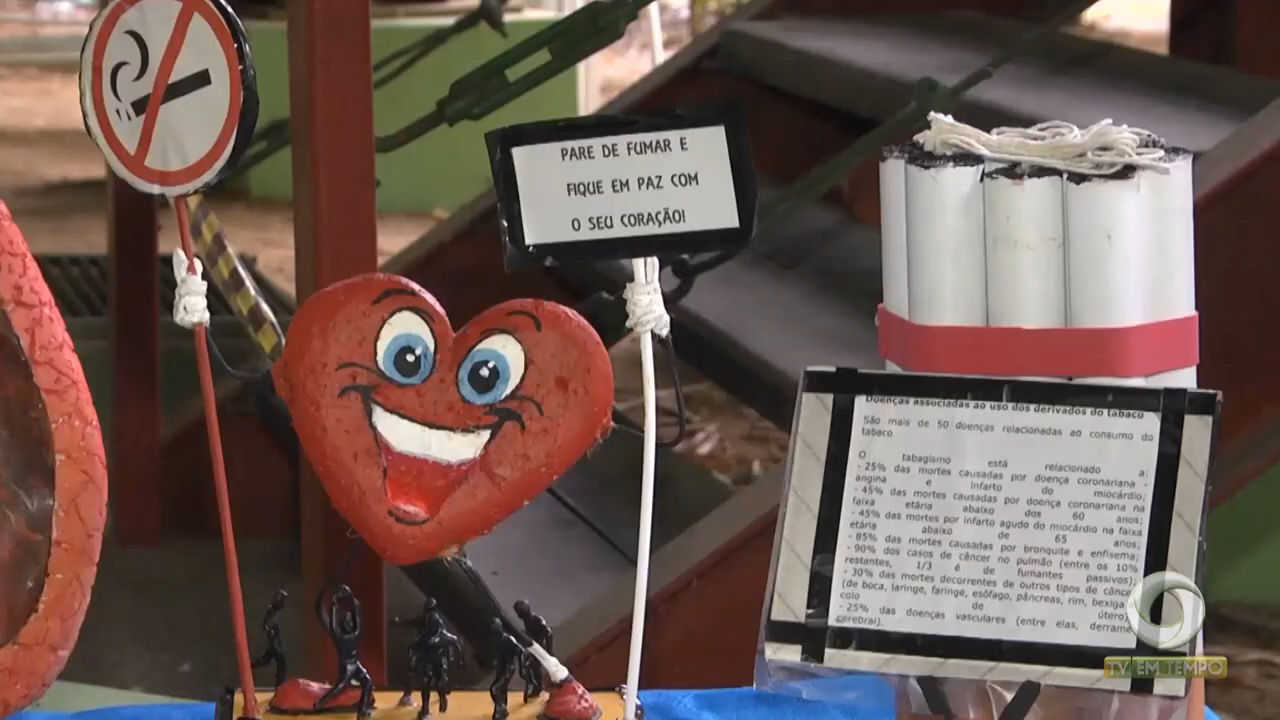 PARE DE FUMAR E
FIQUE EM PAZ COM
O SEU CORAÇÃO!
Doenças associadas ao uso dos derivados do tabaco
São mais de 50 doenças relacionadas ao consumo do
tabaco
O tabagismo está relacionado a:
- 25% das mortes causadas por doença coronariana -
angina e infarto do miocárdio;
- 45% das mortes causadas por doença coronariana na
faixa etária abaixo dos 60 anos;
- 45% das mortes por infarto agudo do miocárdio na faixa
etária abaixo de 65 anos;
- 85% das mortes causadas por bronquite e enfisema;
- 90% dos casos de câncer no pulmão (entre os 10%
restantes, 1/3 é de fumantes passivos);
- 30% das mortes decorrentes de outros tipos de câncer
(de boca, laringe, faringe, esôfago, pâncreas, rim, bexiga
colo de útero)
- 25% das doenças vasculares (entre elas, derrame
cerebral).
TV EM TEMPO